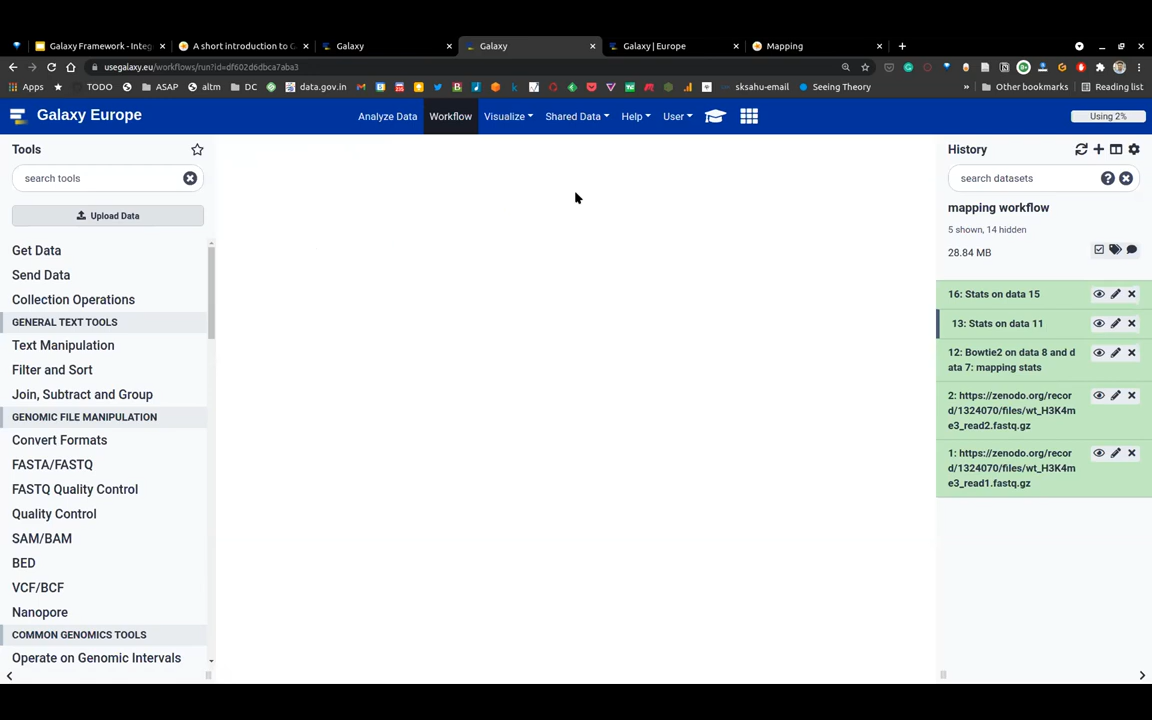 Galaxy Framework - Integ
A short introduction to G
Galaxy
Galaxy
Galaxy | Europe
Mapping
usegalaxy.eu/workflows/run?id=df602d6dbca7aba3
Apps
TODO
ASAP
altm
DC
data.gov.in
sksahu-email
Seeing Theory
»
Other bookmarks
Reading list
Galaxy Europe
Analyze Data
Workflow
Visualize
Shared Data
Help
User
Using 2%
Tools
search tools
Upload Data
Get Data
Send Data
Collection Operations
GENERAL TEXT TOOLS
Text Manipulation
Filter and Sort
Join, Subtract and Group
GENOMIC FILE MANIPULATION
Convert Formats
FASTA/FASTQ
FASTQ Quality Control
Quality Control
SAM/BAM
BED
VCF/BCF
Nanopore
COMMON GENOMICS TOOLS
Operate on Genomic Intervals
History
search datasets
mapping workflow
5 shown, 14 hidden
28.84 MB
16: Stats on data 15
13: Stats on data 11
12: Bowtie2 on data 8 and d
ata 7: mapping stats
2: https://zenodo.org/recor
d/1324070/files/wt_H3K4m
e3_read2.fastq.gz
1: https://zenodo.org/recor
d/1324070/files/wt_H3K4m
e3_read1.fastq.gz